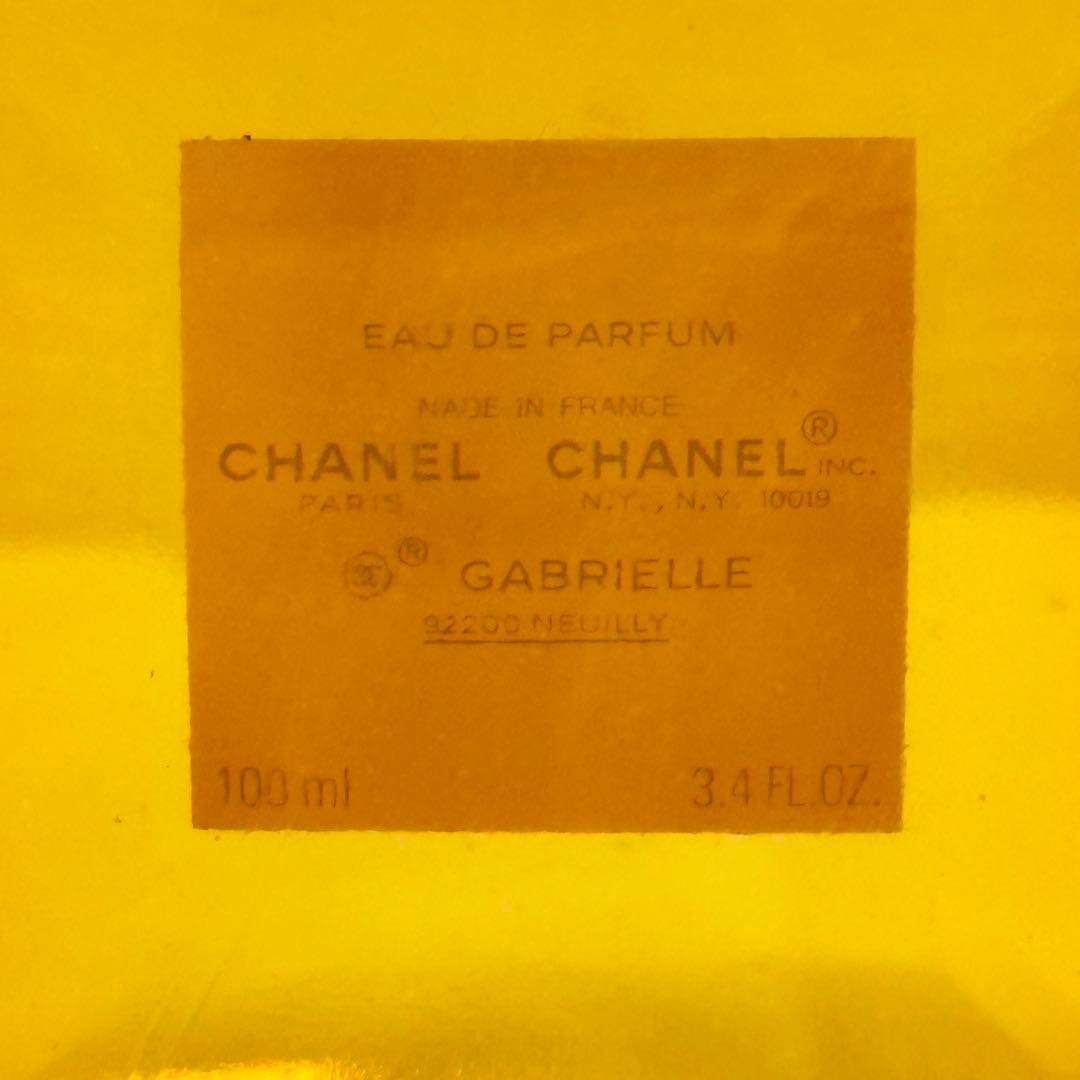 EAU DE PARFUM
MADE IN FRANCE
CHANEL CHANEL® INC.
PARIS N.Y., N.Y. 10019
® GABRIELLE
92200 NEUILLY
100 ml 3.4 FL.OZ.